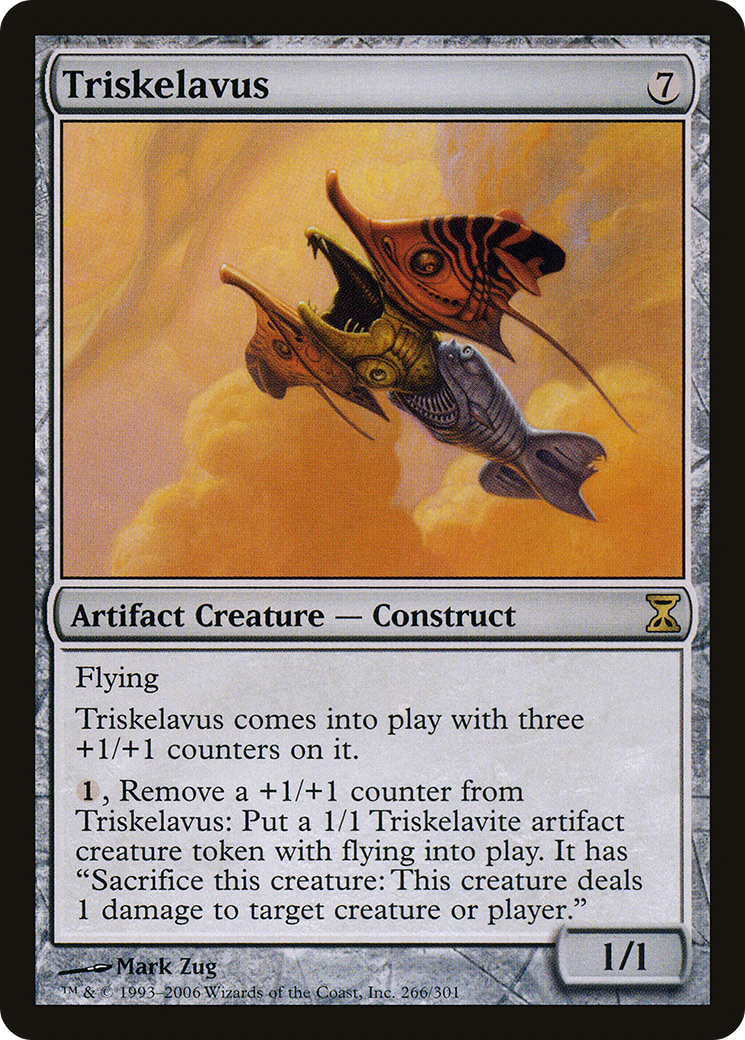 Triskelavus 7
Artifact Creature — Construct
Flying
Triskelavus comes into play with three
+1/+1 counters on it.
1, Remove a +1/+1 counter from
Triskelavus: Put a 1/1 Triskelavite artifact
creature token with flying into play. It has
“Sacrifice this creature: This creature deals
1 damage to target creature or player.”
1/1
Mark Zug
™ & © 1993–2006 Wizards of the Coast, Inc. 266/301